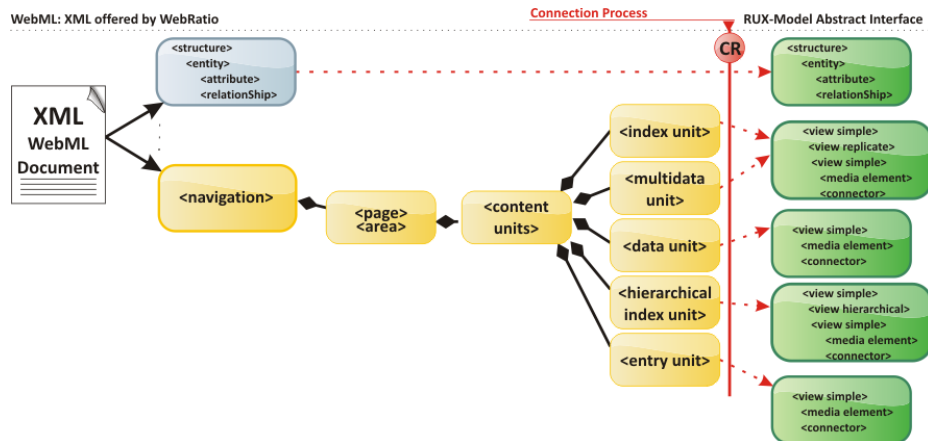 WebML: XML offered by WebRatio
Connection Process
RUX-Model Abstract Interface
CR
XML
WebML
Document
<structure>
<entity>
<attribute>
<relationShip>
<navigation>
<page>
<area>
<content
units>
<index unit>
<multidata
unit>
<data unit>
<hierarchical
index unit>
<entry unit>
<structure>
<entity>
<attribute>
<relationShip>
<view simple>
<view replicate>
<view simple>
<media element>
<connector>
<view simple>
<media element>
<connector>
<view simple>
<view hierarchical>
<view simple>
<media element>
<connector>
<view simple>
<media element>
<connector>